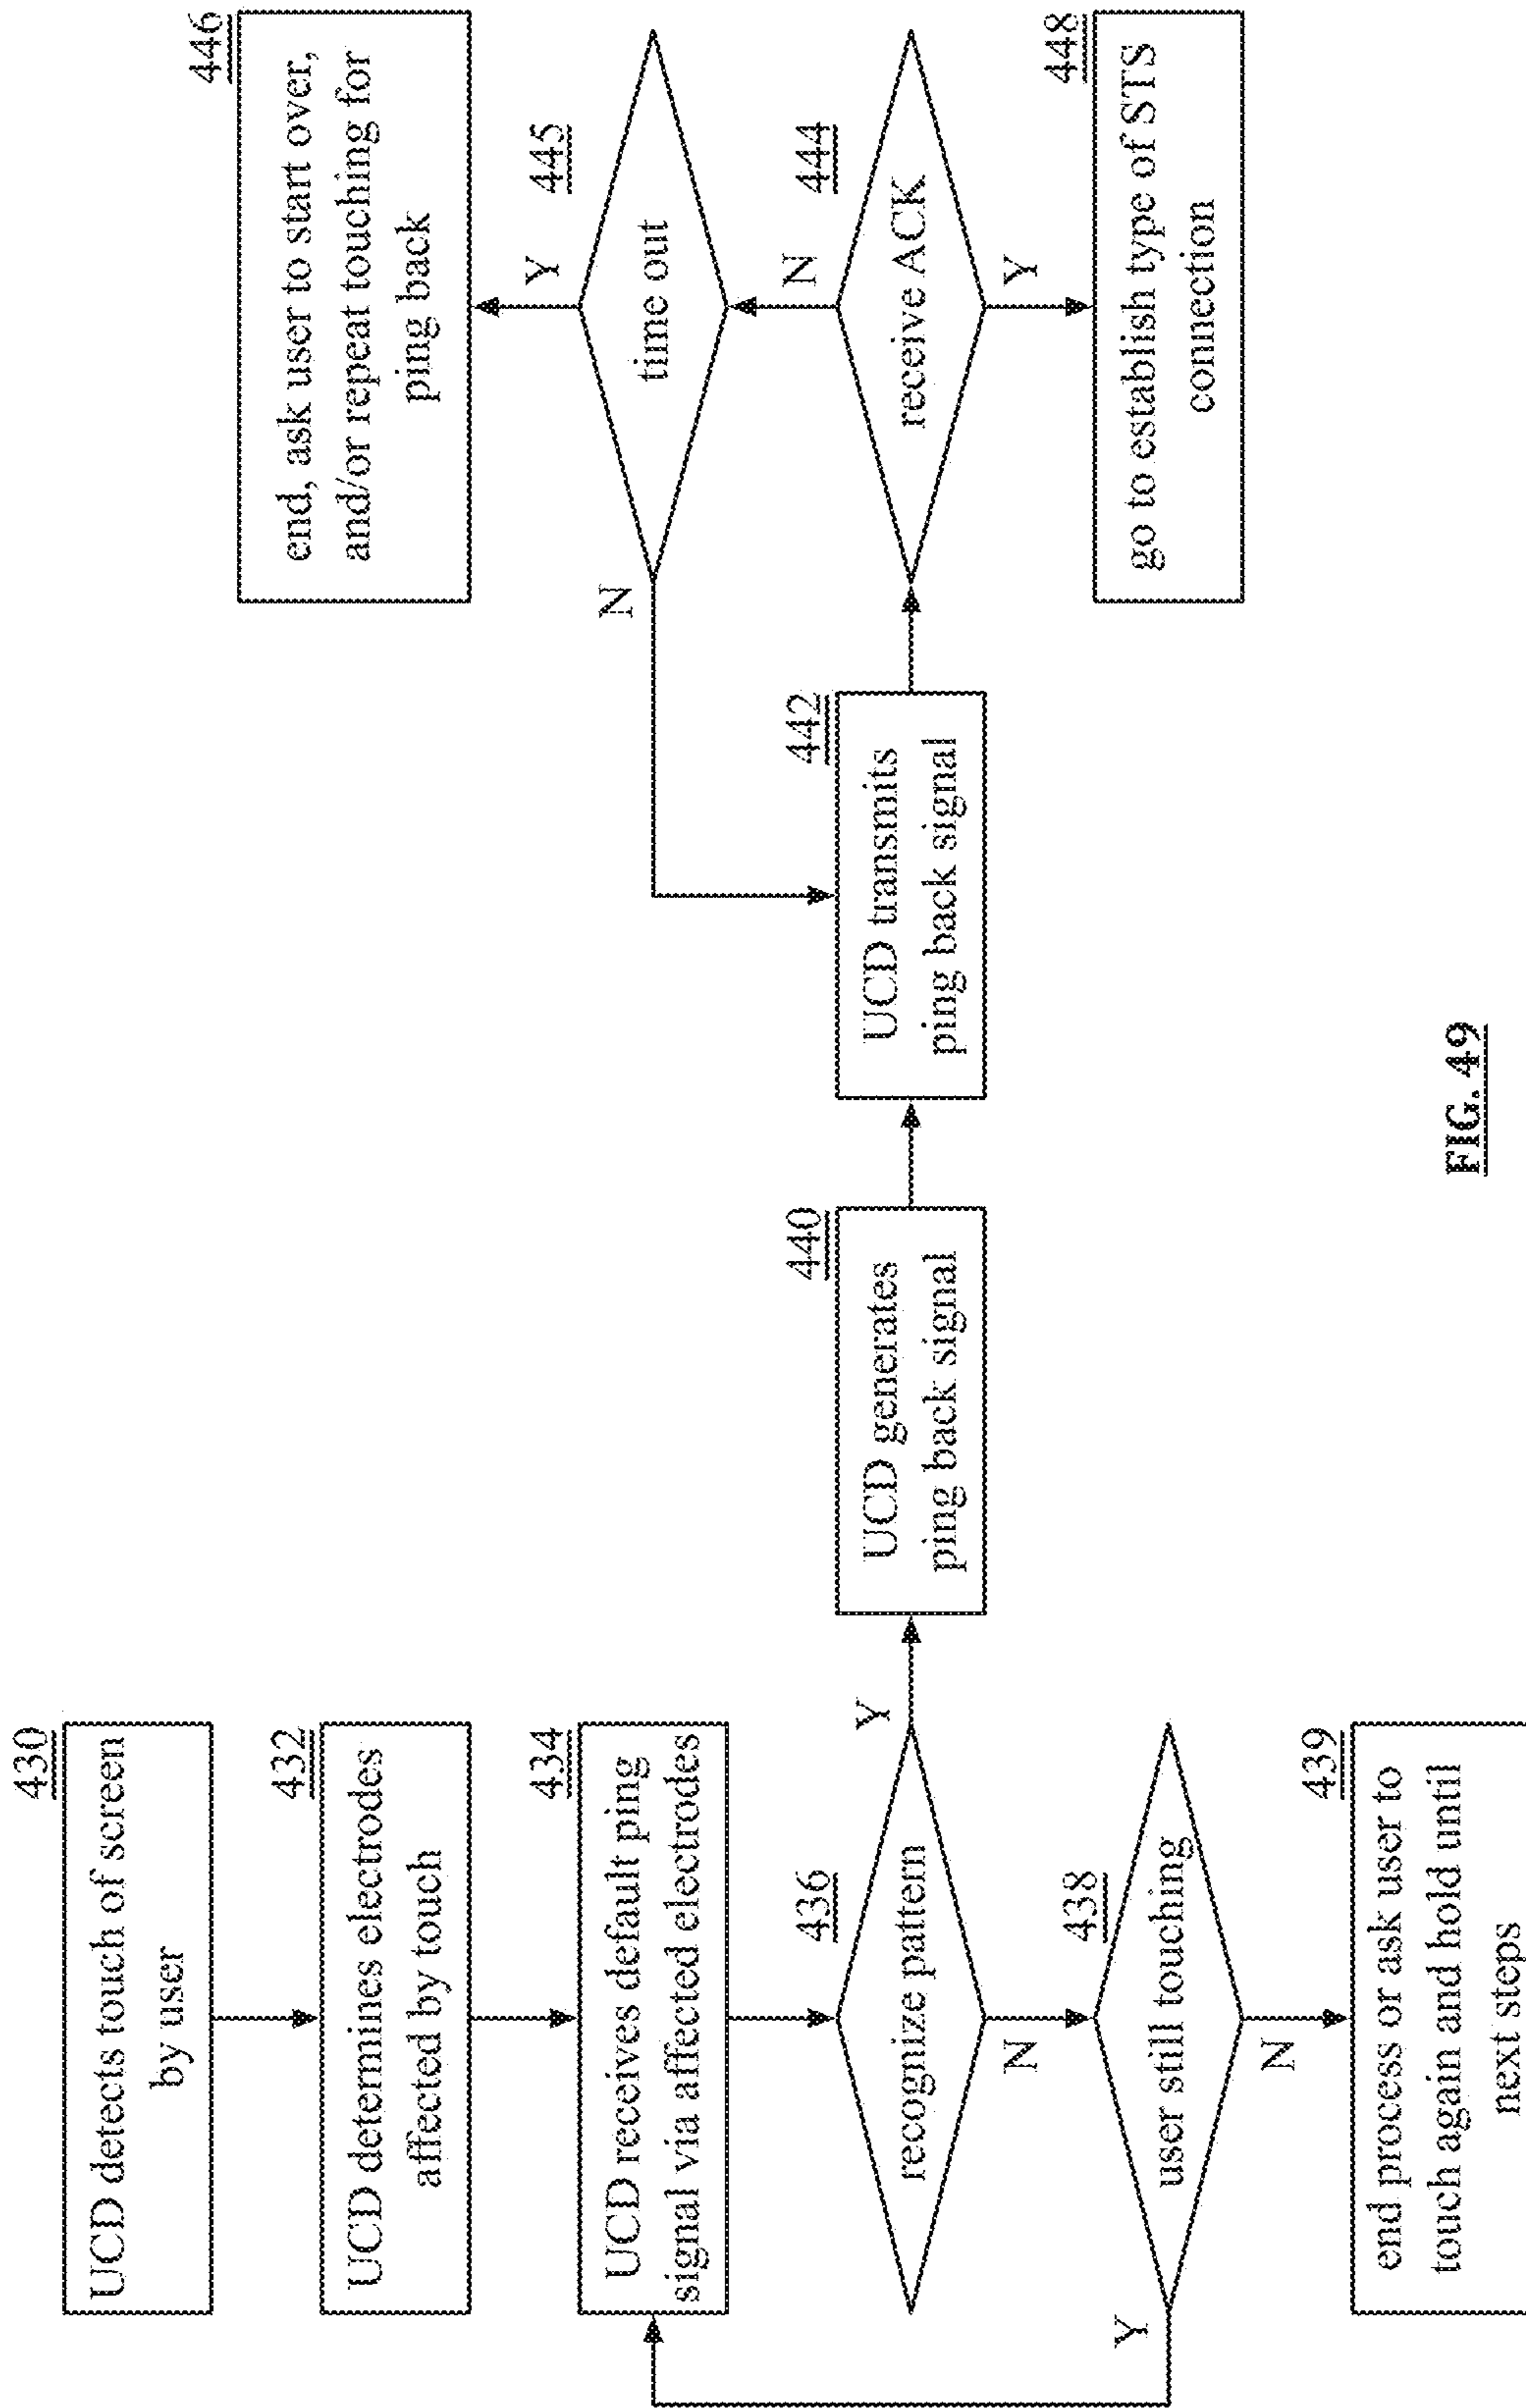 430
UCD detects touch of screen
by user
432
UCD determines electrodes
affected by touch
434
UCD receives default ping
signal via affected electrodes
436
recognize pattern
Y
N
438
user still touching
Y
N
439
end process or ask user to
touch again and hold until
next steps
440
UCD generates
ping back signal
442
UCD transmits
ping back signal
444
receive ACK
N
Y
445
time out
N
Y
446
end, ask user to start over,
and/or repeat touching for
ping back
448
go to establish type of STS
connection
FIG. 49